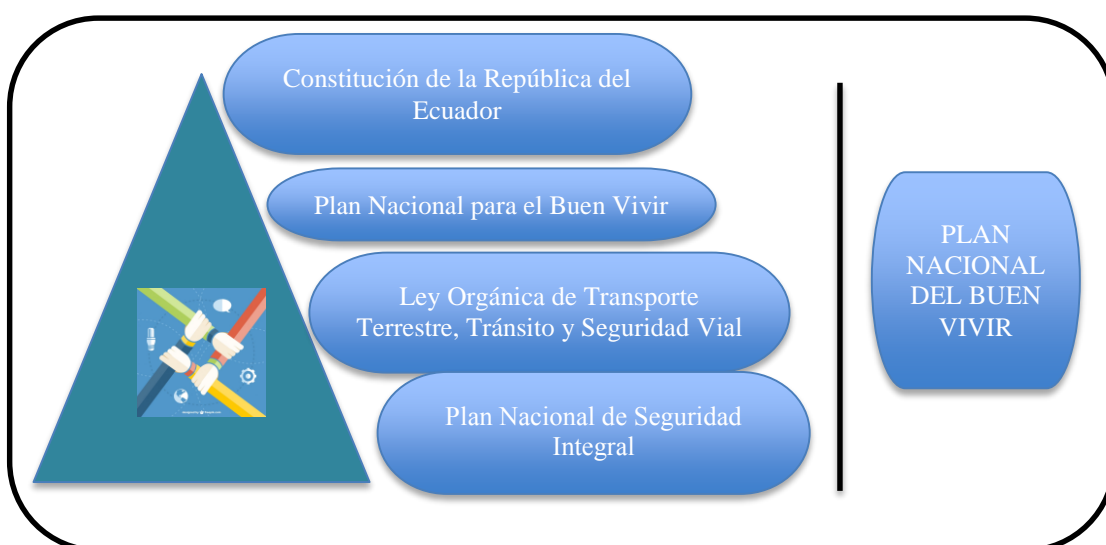 Constitución de la República del
Ecuador
Plan Nacional para el Buen Vivir
Ley Orgánica de Transporte
Terrestre, Tránsito y Seguridad Vial
Plan Nacional de Seguridad
Integral
PLAN
NACIONAL
DEL BUEN
VIVIR